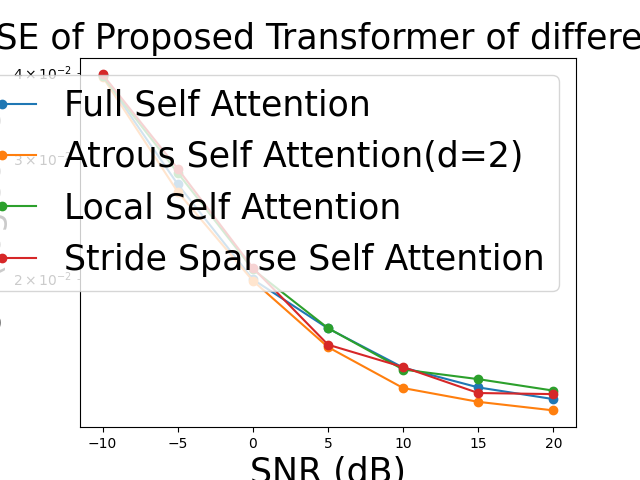 SE of Proposed Transformer of differe
4 × 10⁻²
3 × 10⁻²
2 × 10⁻²
Full Self Attention
Atrous Self Attention(d=2)
Local Self Attention
Stride Sparse Self Attention
−10 −5 0 5 10 15 20
SNR (dB)